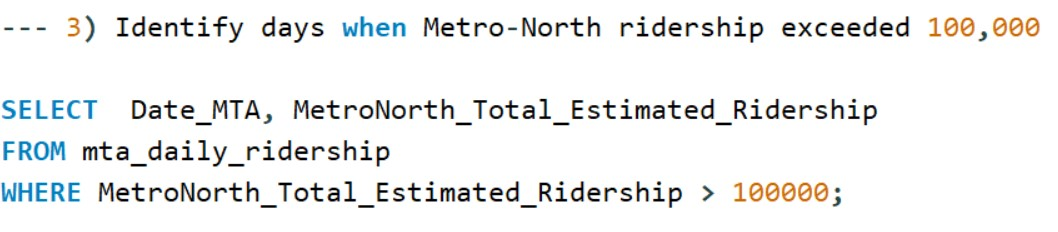 --- 3) Identify days when Metro-North ridership exceeded 100,000
SELECT  Date_MTA, MetroNorth_Total_Estimated_Ridership
FROM mta_daily_ridership
WHERE MetroNorth_Total_Estimated_Ridership > 100000;